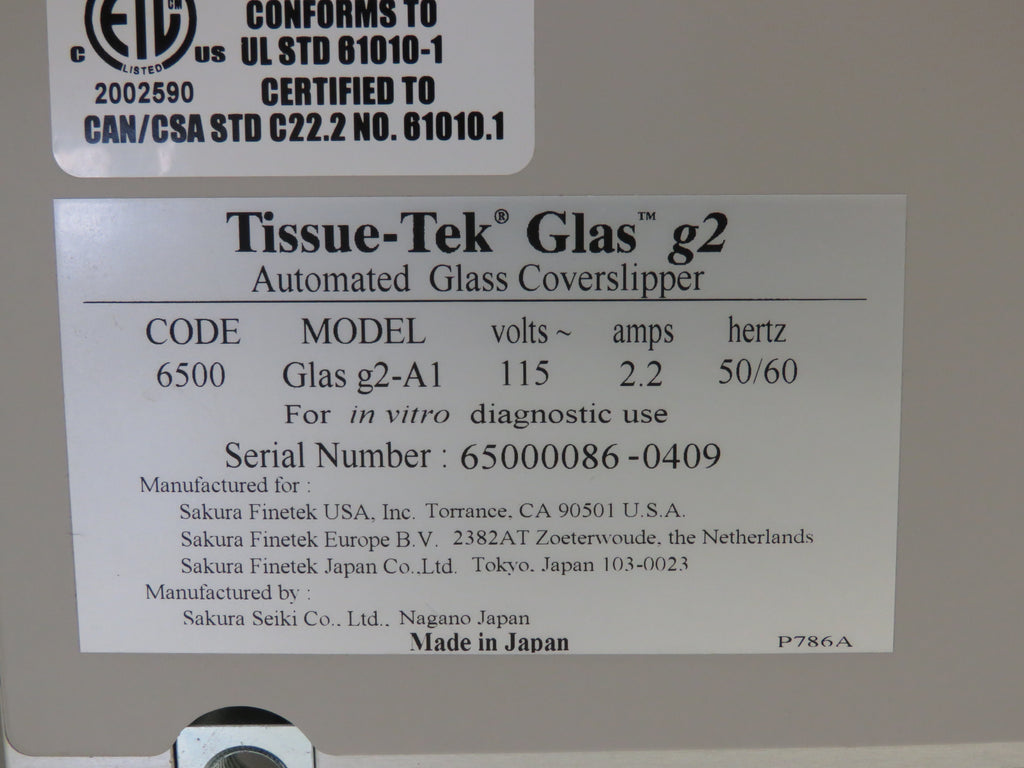 ETL CM
CONFORMS TO
C US UL STD 61010-1
LISTED
2002590 CERTIFIED TO
CAN/CSA STD C22.2 NO. 61010.1
Tissue-Tek® Glas™ g2
Automated Glass Coverslipper
CODE MODEL volts ~ amps hertz
6500 Glas g2-A1 115 2.2 50/60
For in vitro diagnostic use
Serial Number : 65000086-0409
Manufactured for :
Sakura Finetek USA, Inc. Torrance, CA 90501 U.S.A.
Sakura Finetek Europe B.V. 2382AT Zoeterwoude, the Netherlands
Sakura Finetek Japan Co.,Ltd. Tokyo, Japan 103-0023
Manufactured by :
Sakura Seiki Co., Ltd., Nagano Japan
Made in Japan P786A